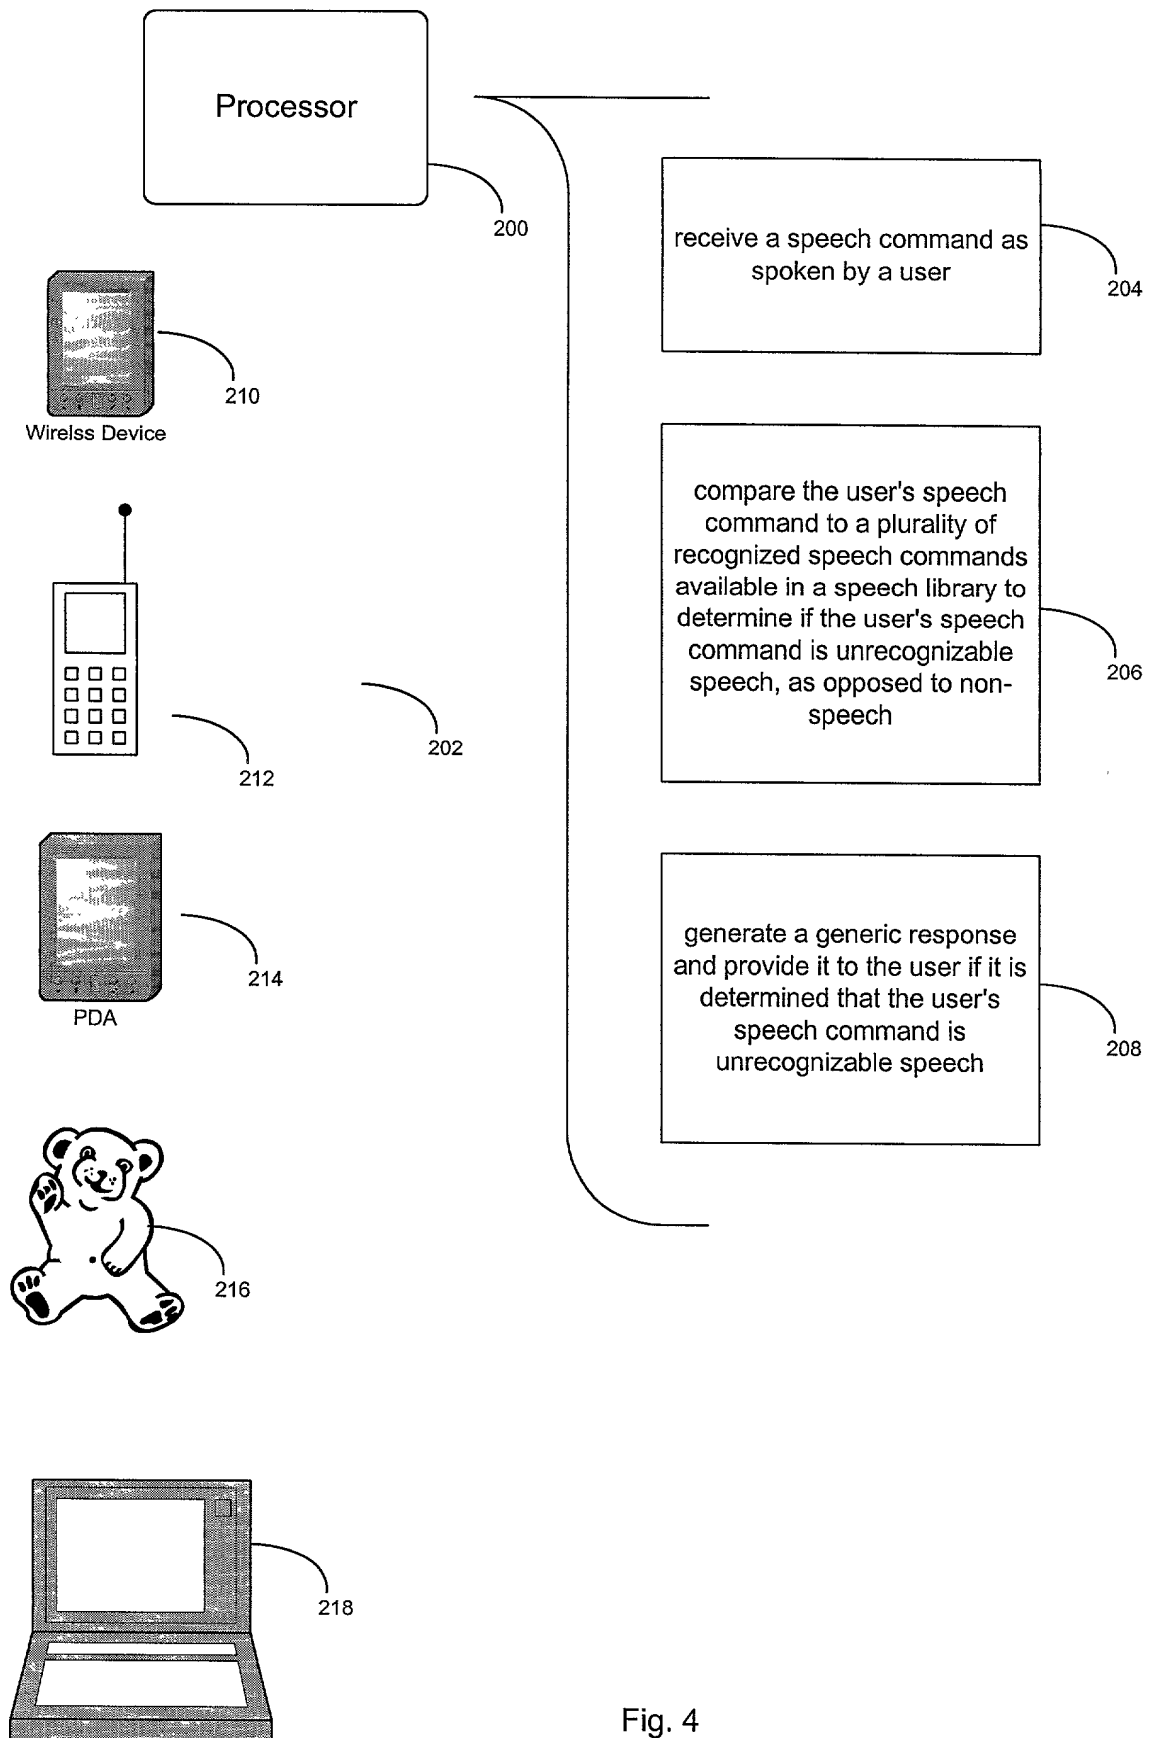 Processor
200
receive a speech command as
spoken by a user
204
210
Wirelss Device
compare the user's speech
command to a plurality of
recognized speech commands
available in a speech library to
determine if the user's speech
command is unrecognizable
speech, as opposed to non-
speech
206
202
212
generate a generic response
and provide it to the user if it is
determined that the user's
speech command is
unrecognizable speech
208
214
PDA
216
218
Fig. 4